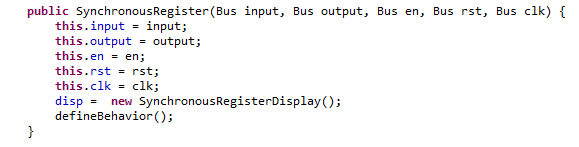 public SynchronousRegister(Bus input, Bus output, Bus en, Bus rst, Bus clk) {
this.input = input;
this.output = output;
this.en = en;
this.rst = rst;
this.clk = clk;
disp =  new SynchronousRegisterDisplay();
defineBehavior();
}